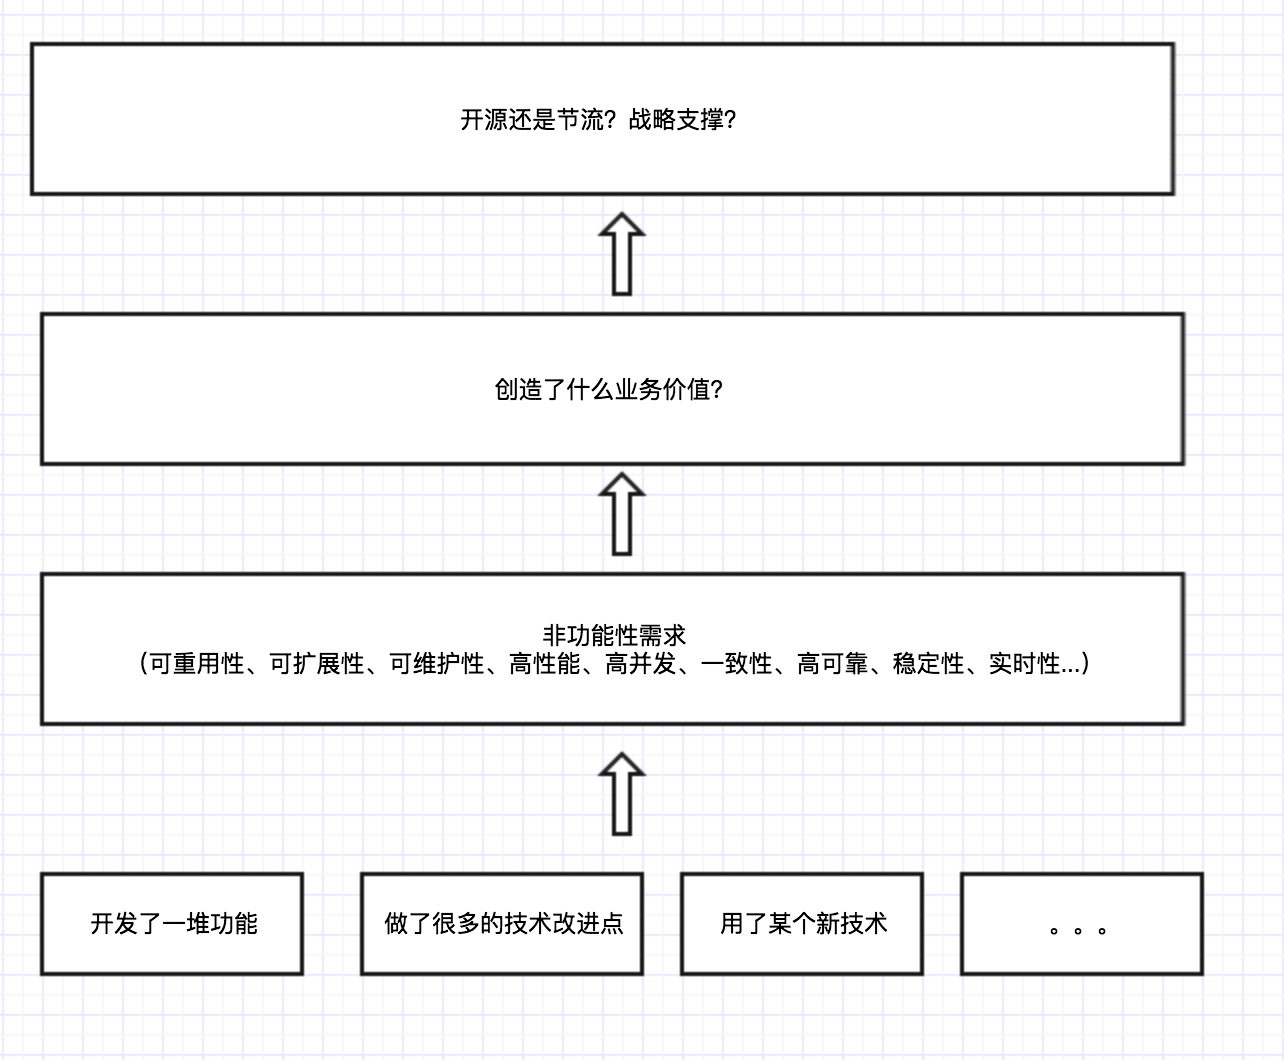 开源还是节流？战略支撑？
创造了什么业务价值？
非功能性需求
（可重用性、可扩展性、可维护性、高性能、高并发、一致性、高可靠、稳定性、实时性...）
开发了一堆功能
做了很多的技术改进点
用了某个新技术
。。。